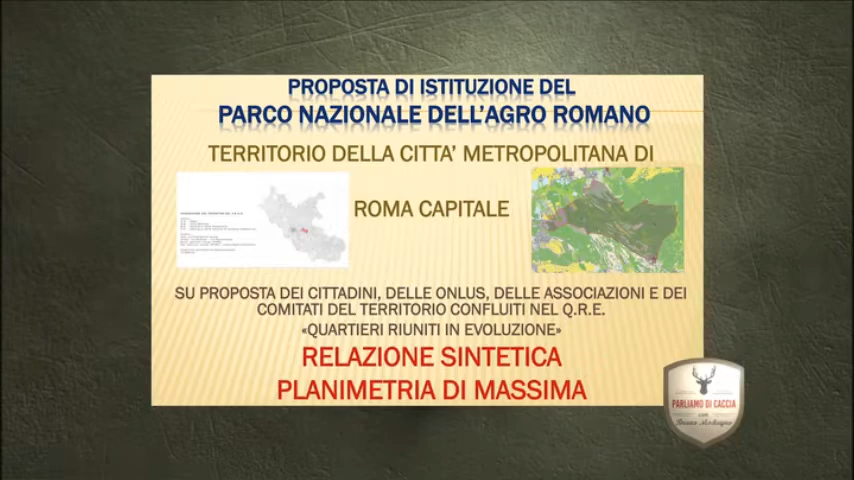 PROPOSTA DI ISTITUZIONE DEL
PARCO NAZIONALE DELL'AGRO ROMANO
TERRITORIO DELLA CITTA' METROPOLITANA DI
ROMA CAPITALE
SU PROPOSTA DEI CITTADINI, DELLE ONLUS, DELLE ASSOCIAZIONI E DEI
COMITATI DEL TERRITORIO CONFLUITI NEL Q.R.E.
«QUARTIERI RIUNITI IN EVOLUZIONE»
RELAZIONE SINTETICA
PLANIMETRIA DI MASSIMA
PARLIAMO DI CACCIA
con